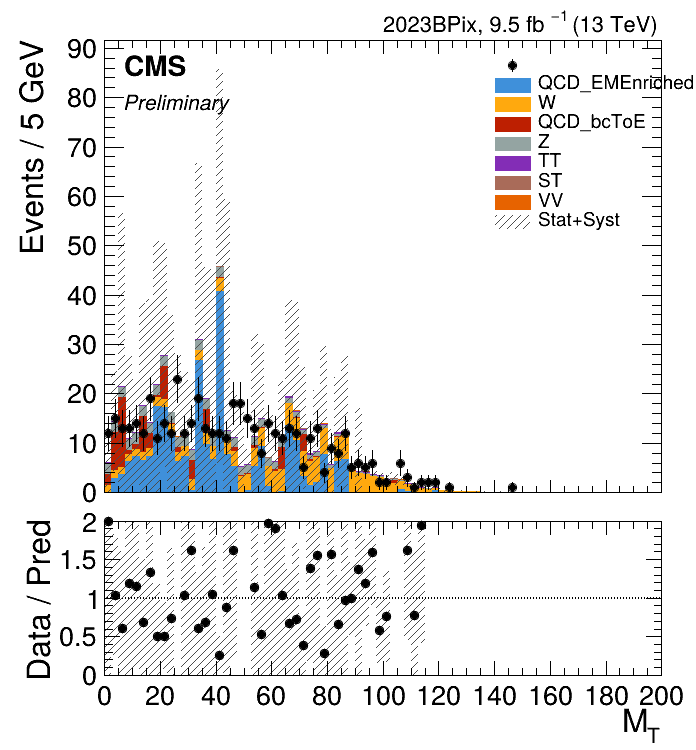 2023BPix, 9.5 fb⁻¹ (13 TeV)
CMS
Preliminary
Events / 5 GeV
90
80
70
60
50
40
30
20
10
0
QCD_EMEnriched
W
QCD_bcToE
Z
TT
ST
VV
Stat+Syst
Data / Pred
2
1.5
1
0.5
0
0 20 40 60 80 100 120 140 160 180 200
M_T